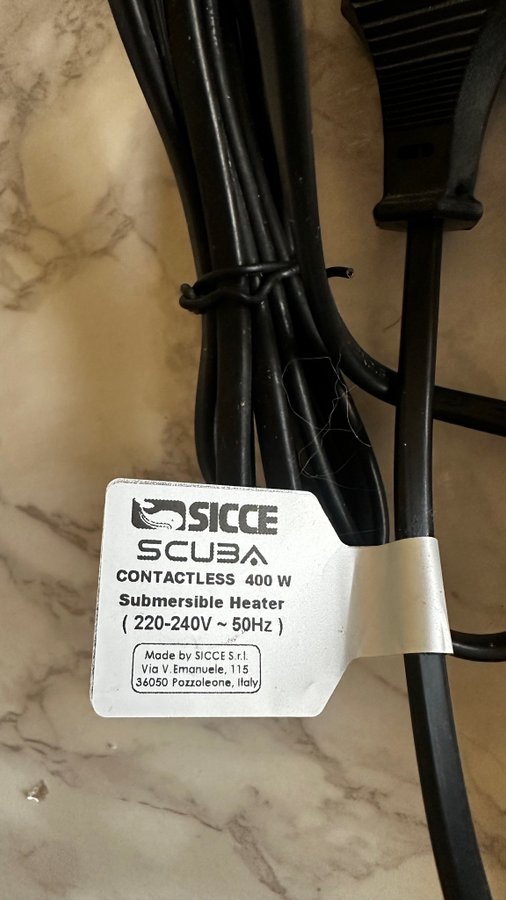 SICCE
SCUBA
CONTACTLESS 400 W
Submersible Heater
( 220-240V ~ 50Hz )
Made by SICCE S.r.l.
Via V.Emanuele, 115
36050 Pozzoleone, Italy